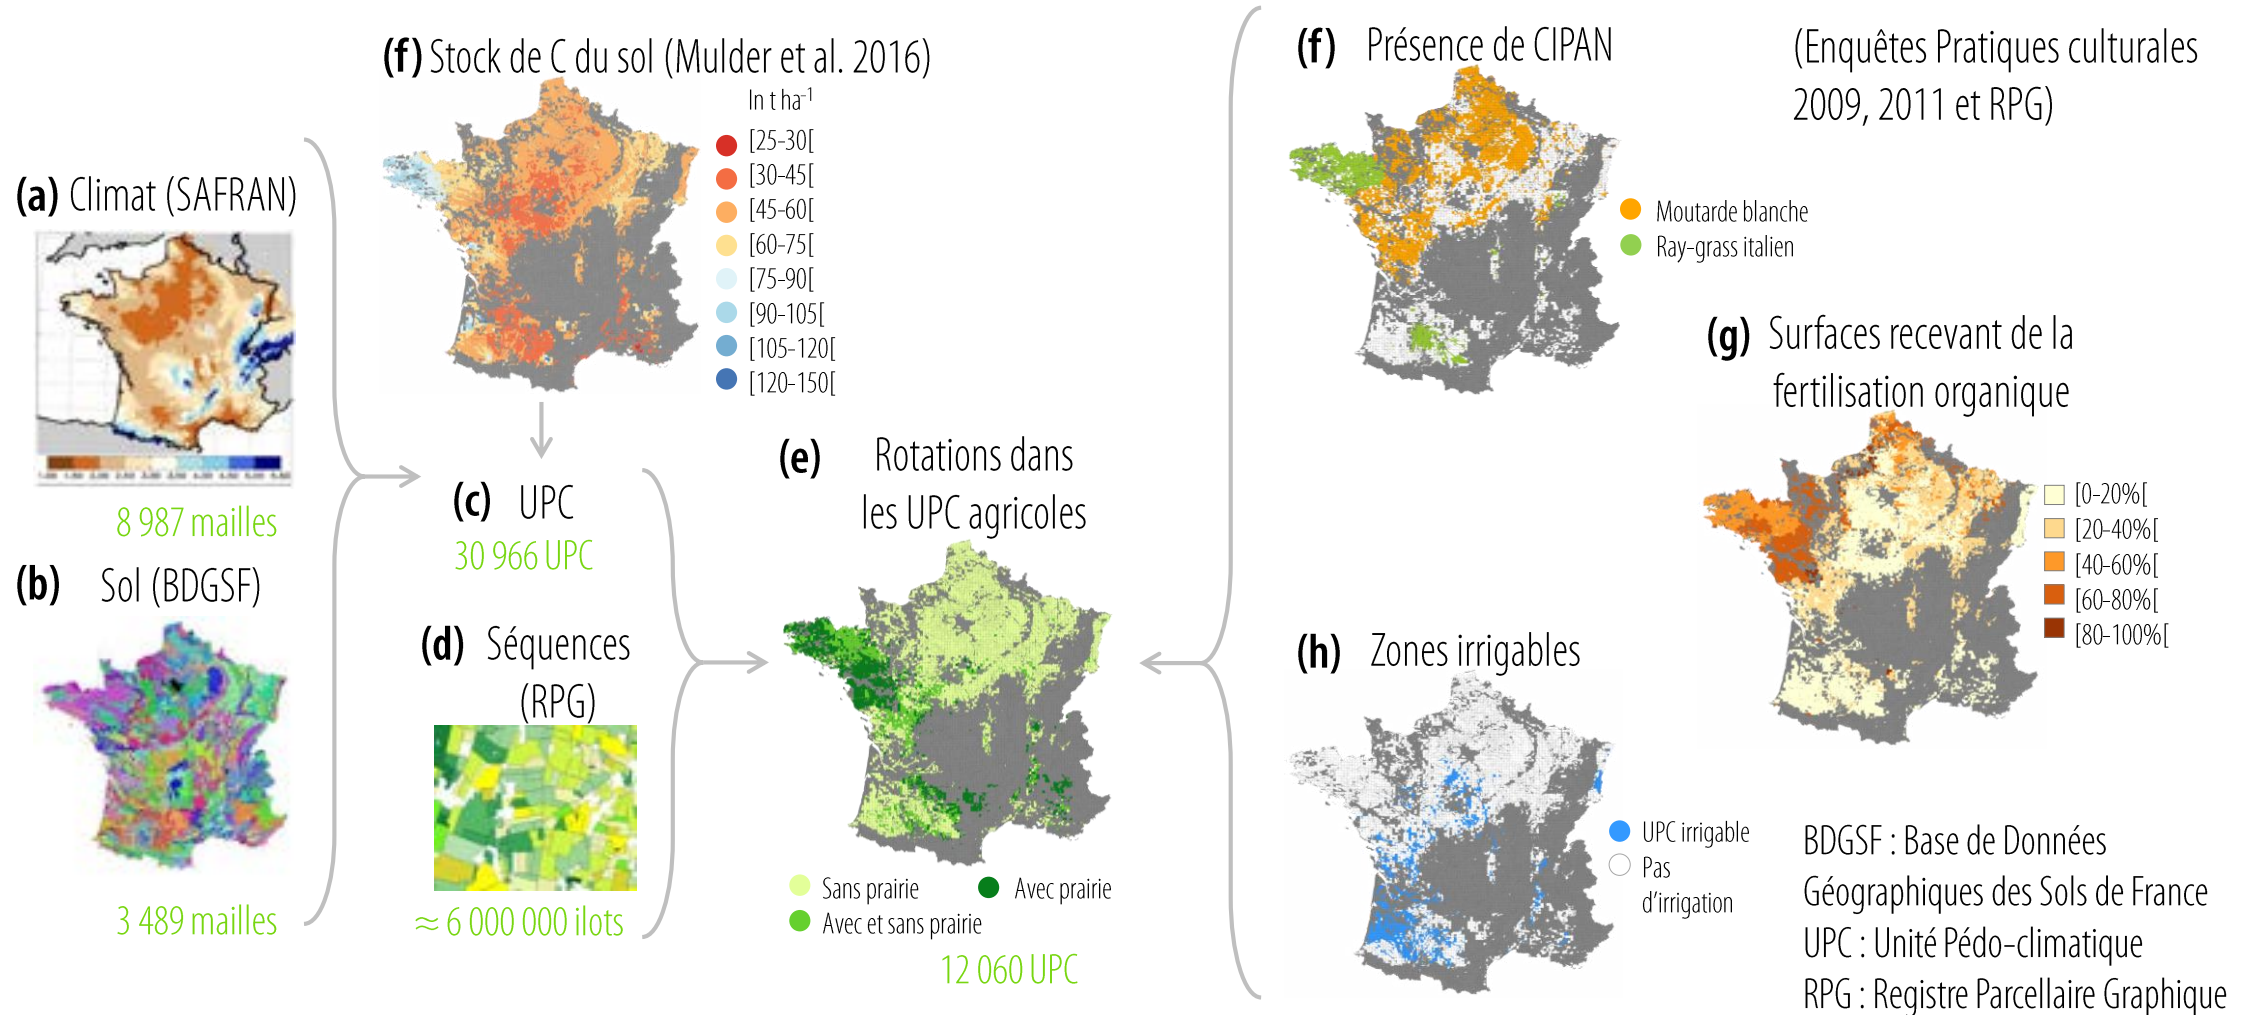 (f) Stock de C du sol (Mulder et al. 2016)
In t ha⁻¹
[25-30[
[30-45[
[45-60[
[60-75[
[75-90[
[90-105[
[105-120[
[120-150[
(a) Climat (SAFRAN)
8 987 mailles
(b) Sol (BDGSF)
3 489 mailles
(c) UPC
30 966 UPC
(d) Séquences
(RPG)
≈ 6 000 000 ilots
(e) Rotations dans
les UPC agricoles
Sans prairie
Avec prairie
Avec et sans prairie
12 060 UPC
(f) Présence de CIPAN
(Enquêtes Pratiques culturales
2009, 2011 et RPG)
Moutarde blanche
Ray-grass italien
(g) Surfaces recevant de la
fertilisation organique
[0-20%[
[20-40%[
[40-60%[
[60-80%[
[80-100%[
(h) Zones irrigables
UPC irrigable
Pas
d'irrigation
BDGSF : Base de Données
Géographiques des Sols de France
UPC : Unité Pédo-climatique
RPG : Registre Parcellaire Graphique